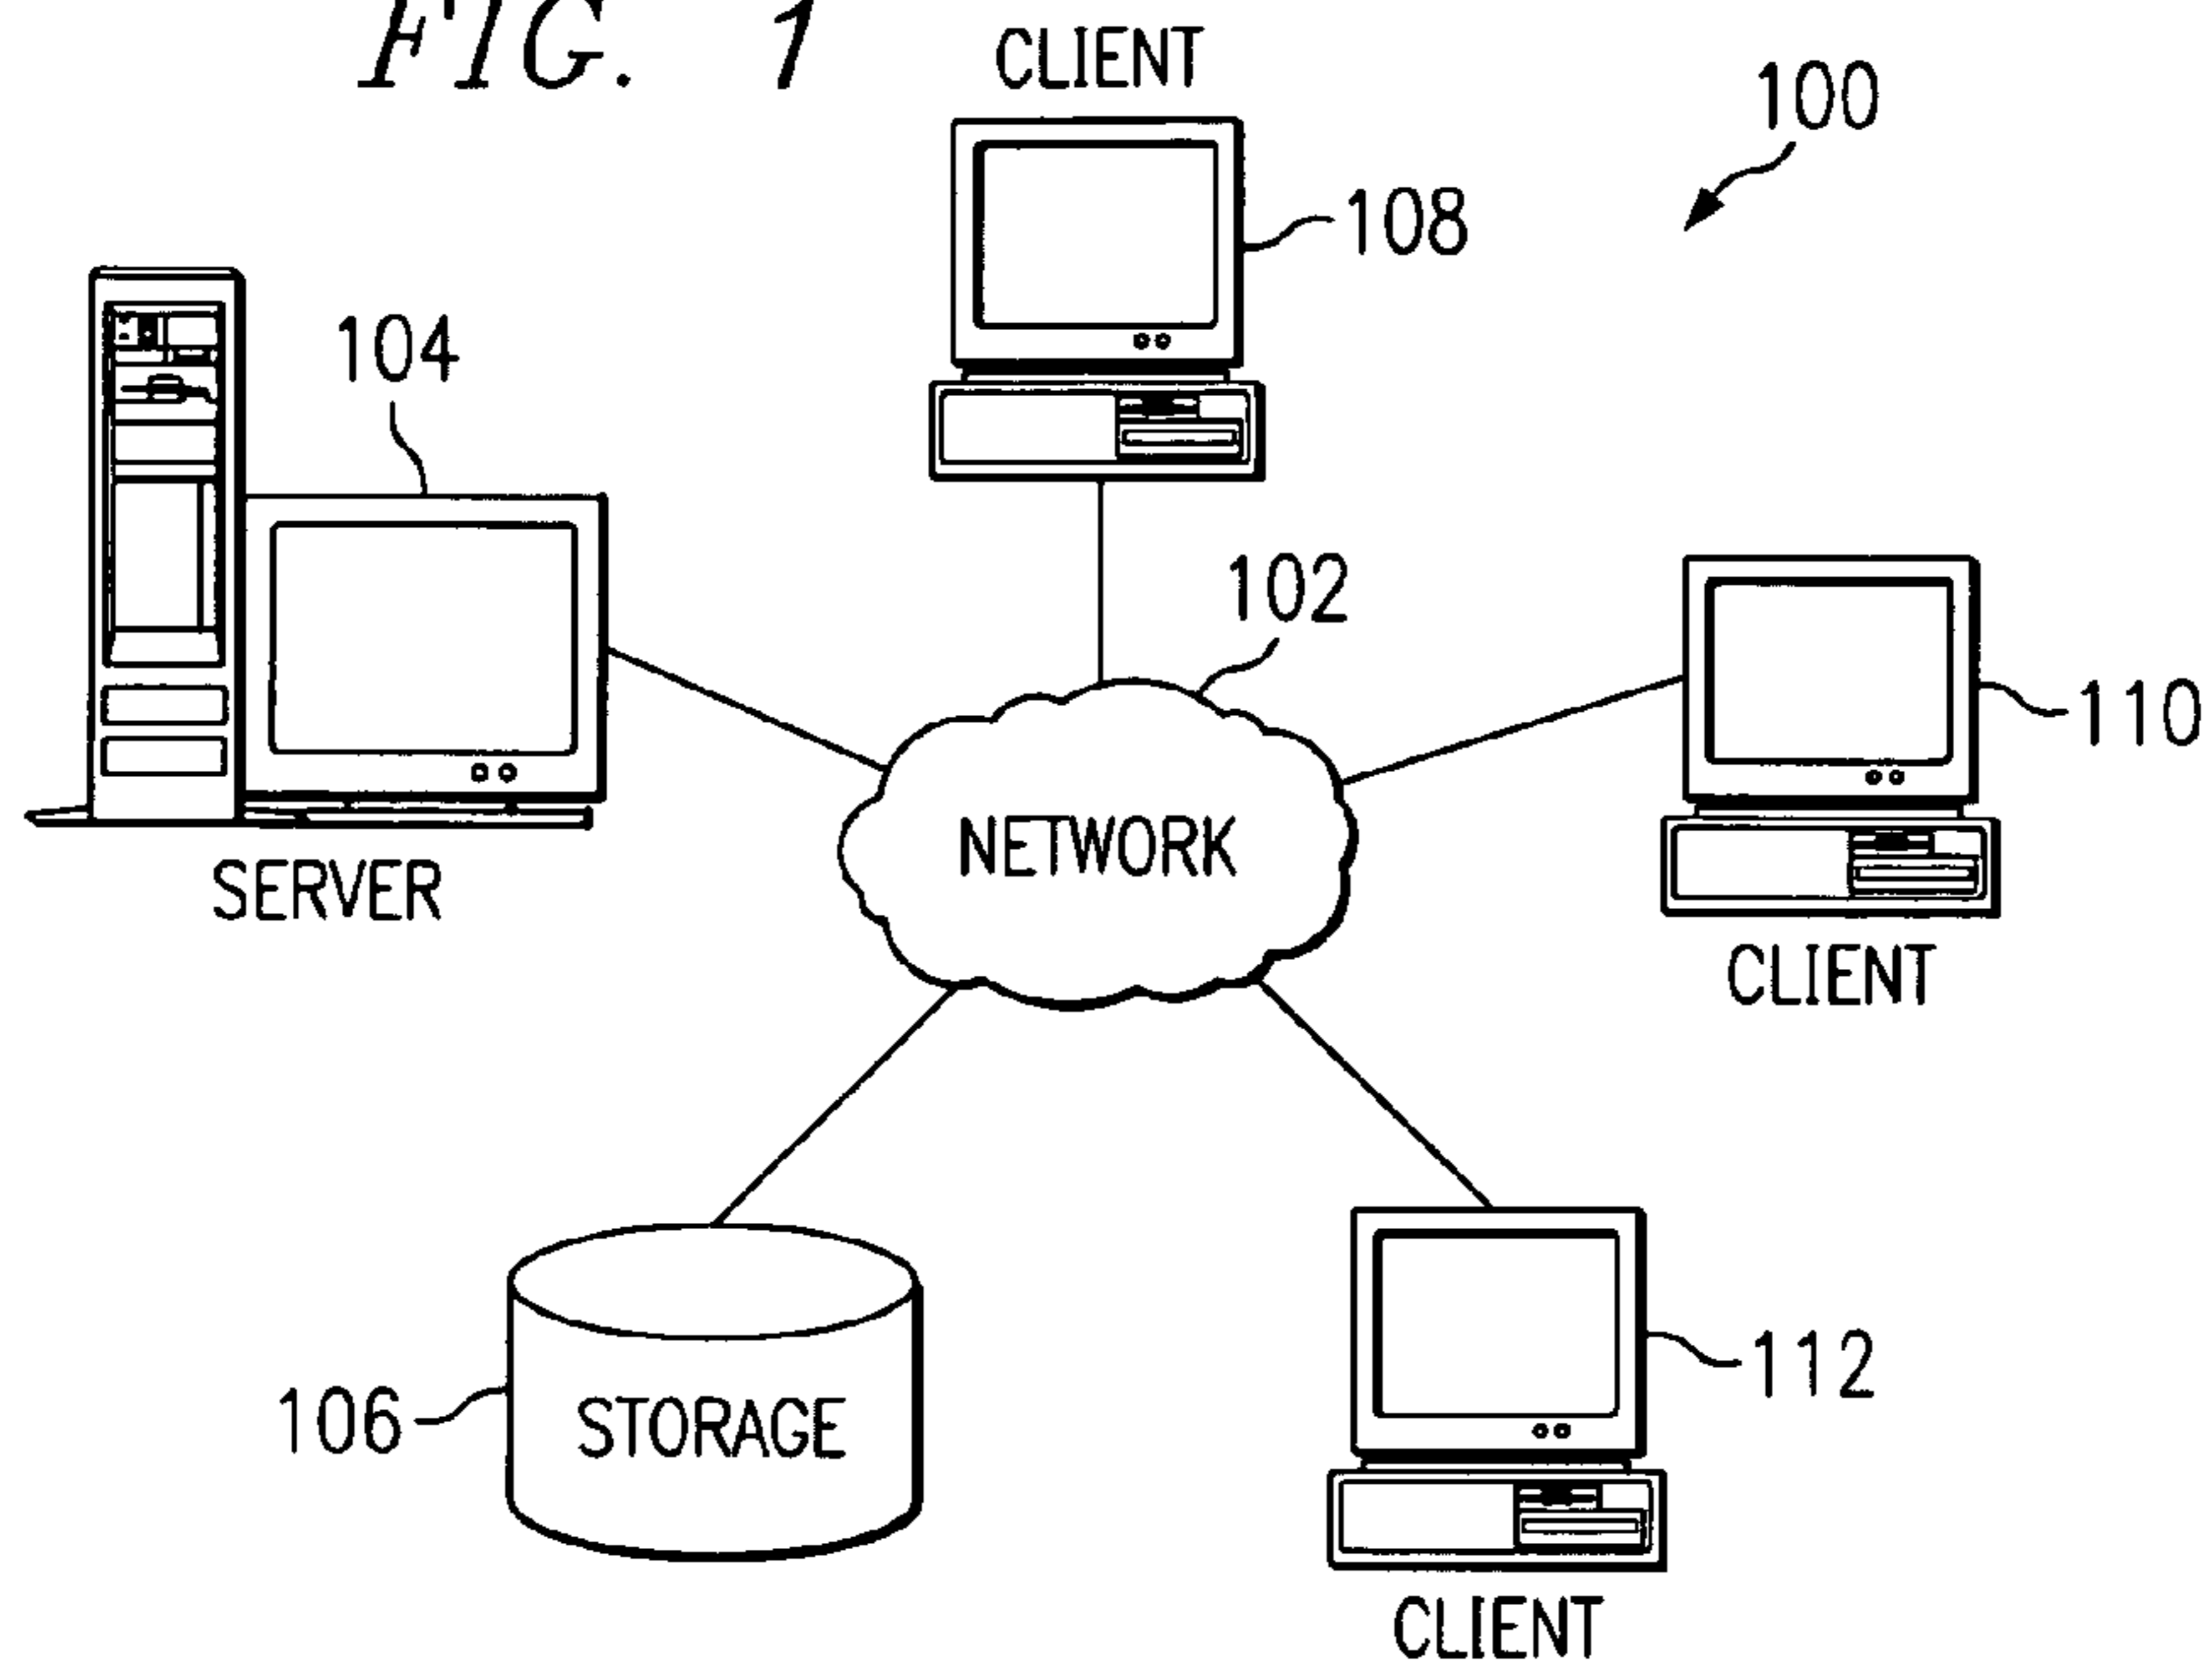 FIG. 1
CLIENT
100
108
104
102
110
NETWORK
SERVER
CLIENT
112
106
STORAGE
CLIENT